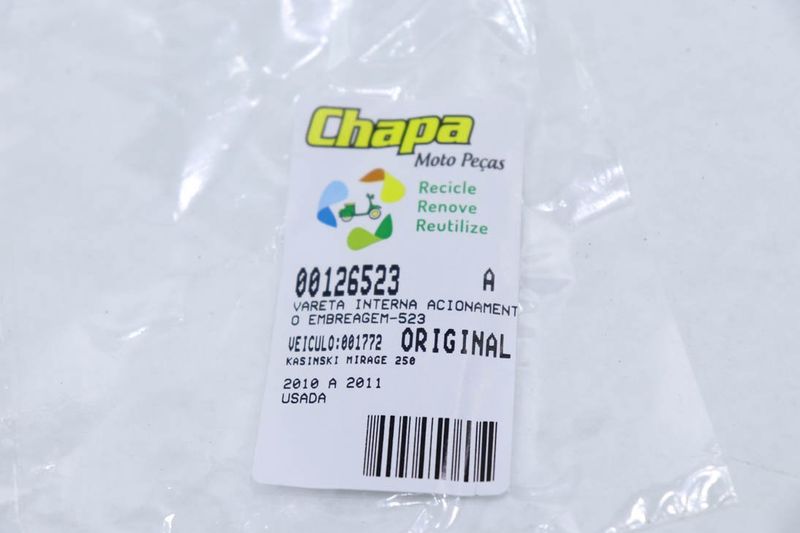 Chapa
Moto Peças
Recicle
Renove
Reutilize
00126523 A
VARETA INTERNA ACIONAMENT
O EMBREAGEM-523
VEICULO:001772 ORIGINAL
KASINSKI MIRAGE 250
2010 A 2011
USADA